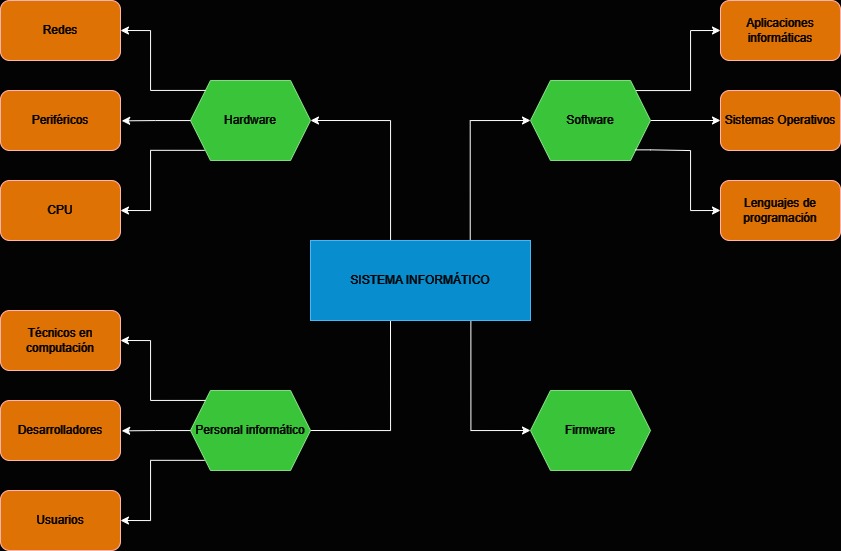 Redes
Aplicaciones
informáticas
Periféricos
Hardware
Software
Sistemas Operativos
CPU
Lenguajes de
programación
SISTEMA INFORMÁTICO
Técnicos en
computación
Desarrolladores
Personal informático
Firmware
Usuarios